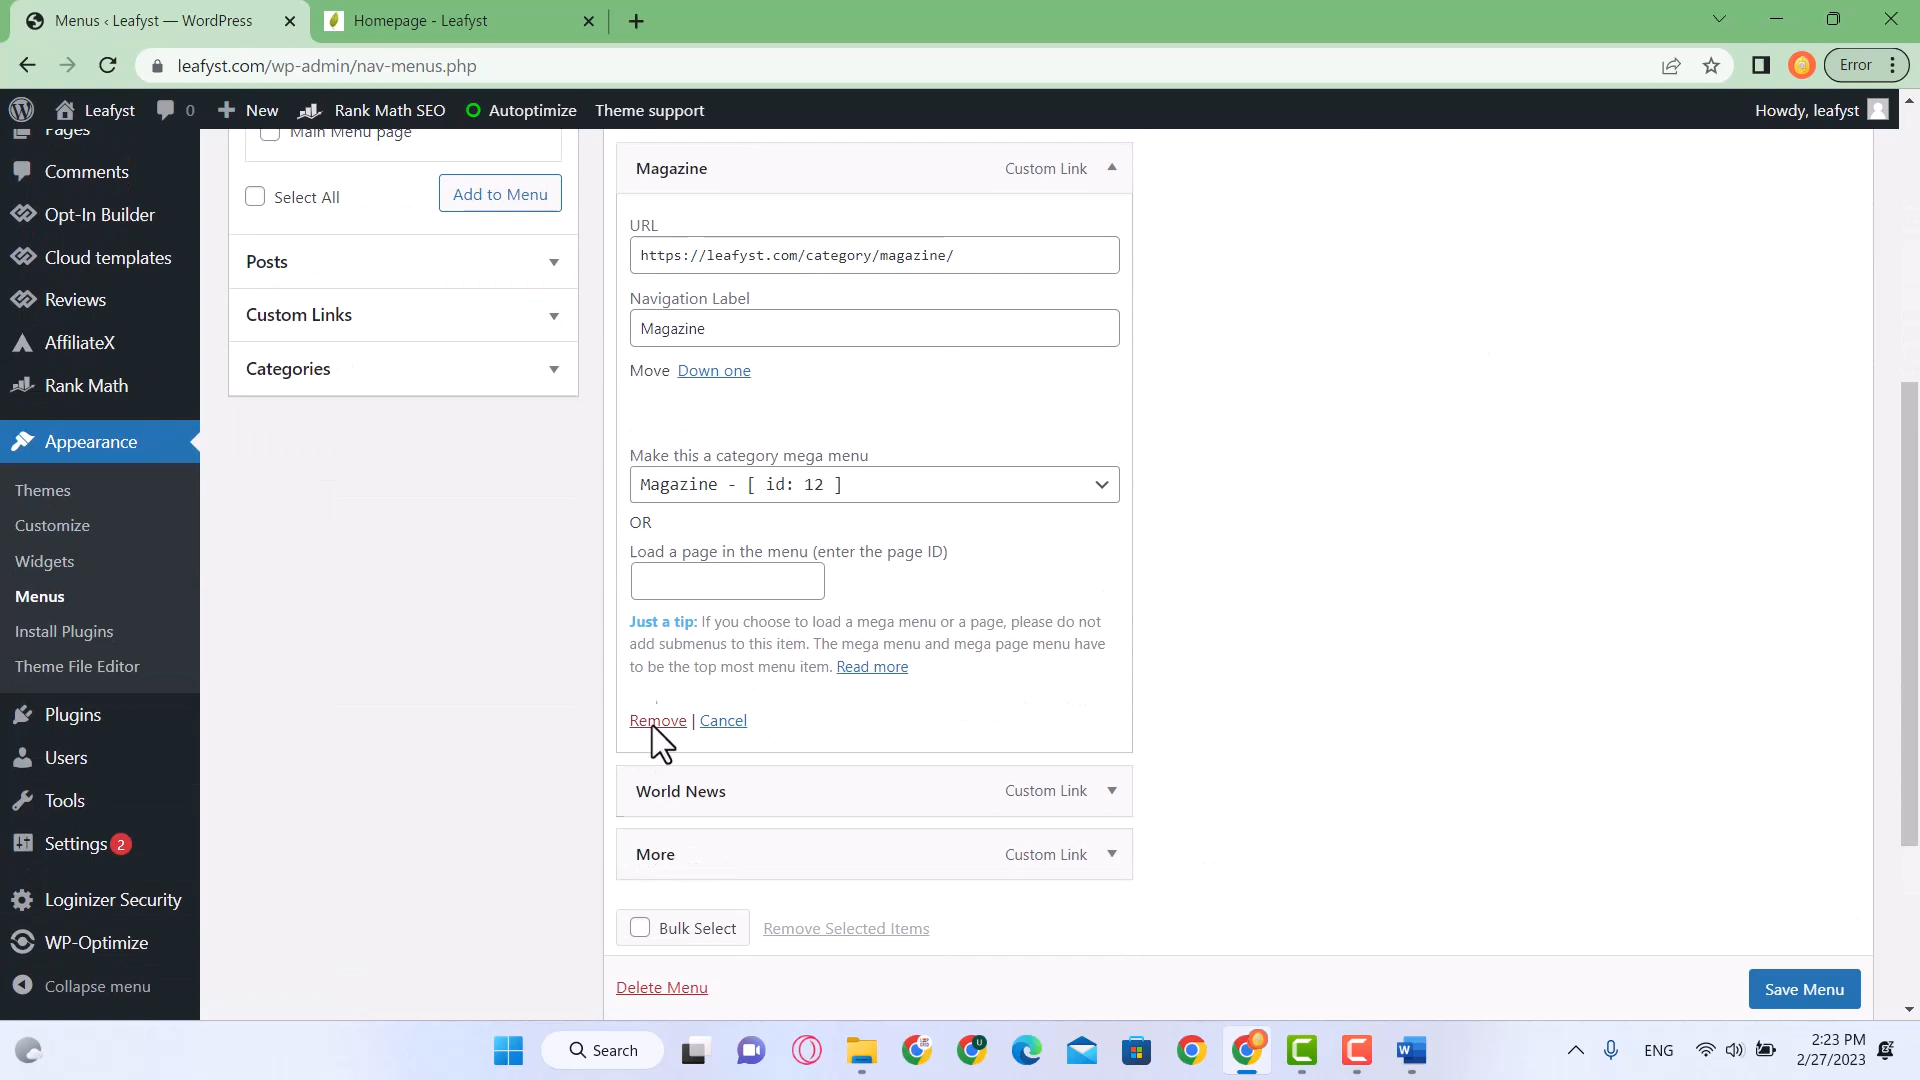 Menus ‹ Leafyst — WordPress
Homepage - Leafyst
leafyst.com/wp-admin/nav-menus.php
Error
Leafyst
0
New
Rank Math SEO
Autoptimize
Theme support
Howdy, leafyst
Pages
Comments
Opt-In Builder
Cloud templates
Reviews
AffiliateX
Rank Math
Appearance
Themes
Customize
Widgets
Menus
Install Plugins
Theme File Editor
Plugins
Users
Tools
Settings 2
Loginizer Security
WP-Optimize
Collapse menu
Main Menu page
Select All
Add to Menu
Posts
Custom Links
Categories
Magazine Custom Link
URL
https://leafyst.com/category/magazine/
Navigation Label
Magazine
Move Down one
Make this a category mega menu
Magazine - [ id: 12 ]
OR
Load a page in the menu (enter the page ID)
Just a tip: If you choose to load a mega menu or a page, please do not
add submenus to this item. The mega menu and mega page menu have
to be the top most menu item. Read more
Remove | Cancel
World News Custom Link
More Custom Link
Bulk Select Remove Selected Items
Delete Menu
Save Menu
Search
ENG
2:23 PM
2/27/2023